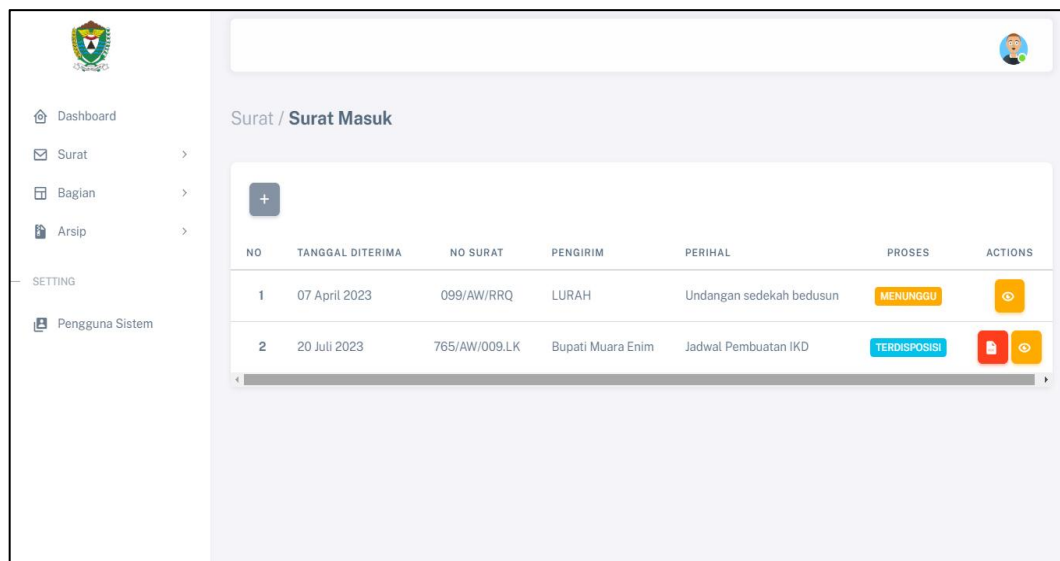 Dashboard
Surat
Bagian
Arsip
SETTING
Pengguna Sistem
Surat / Surat Masuk
+
NO TANGGAL DITERIMA NO SURAT PENGIRIM PERIHAL PROSES ACTIONS
1 07 April 2023 099/AW/RRQ LURAH Undangan sedekah bedusun MENUNGGU
2 20 Juli 2023 765/AW/009.LK Bupati Muara Enim Jadwal Pembuatan IKD TERDISPOSISI